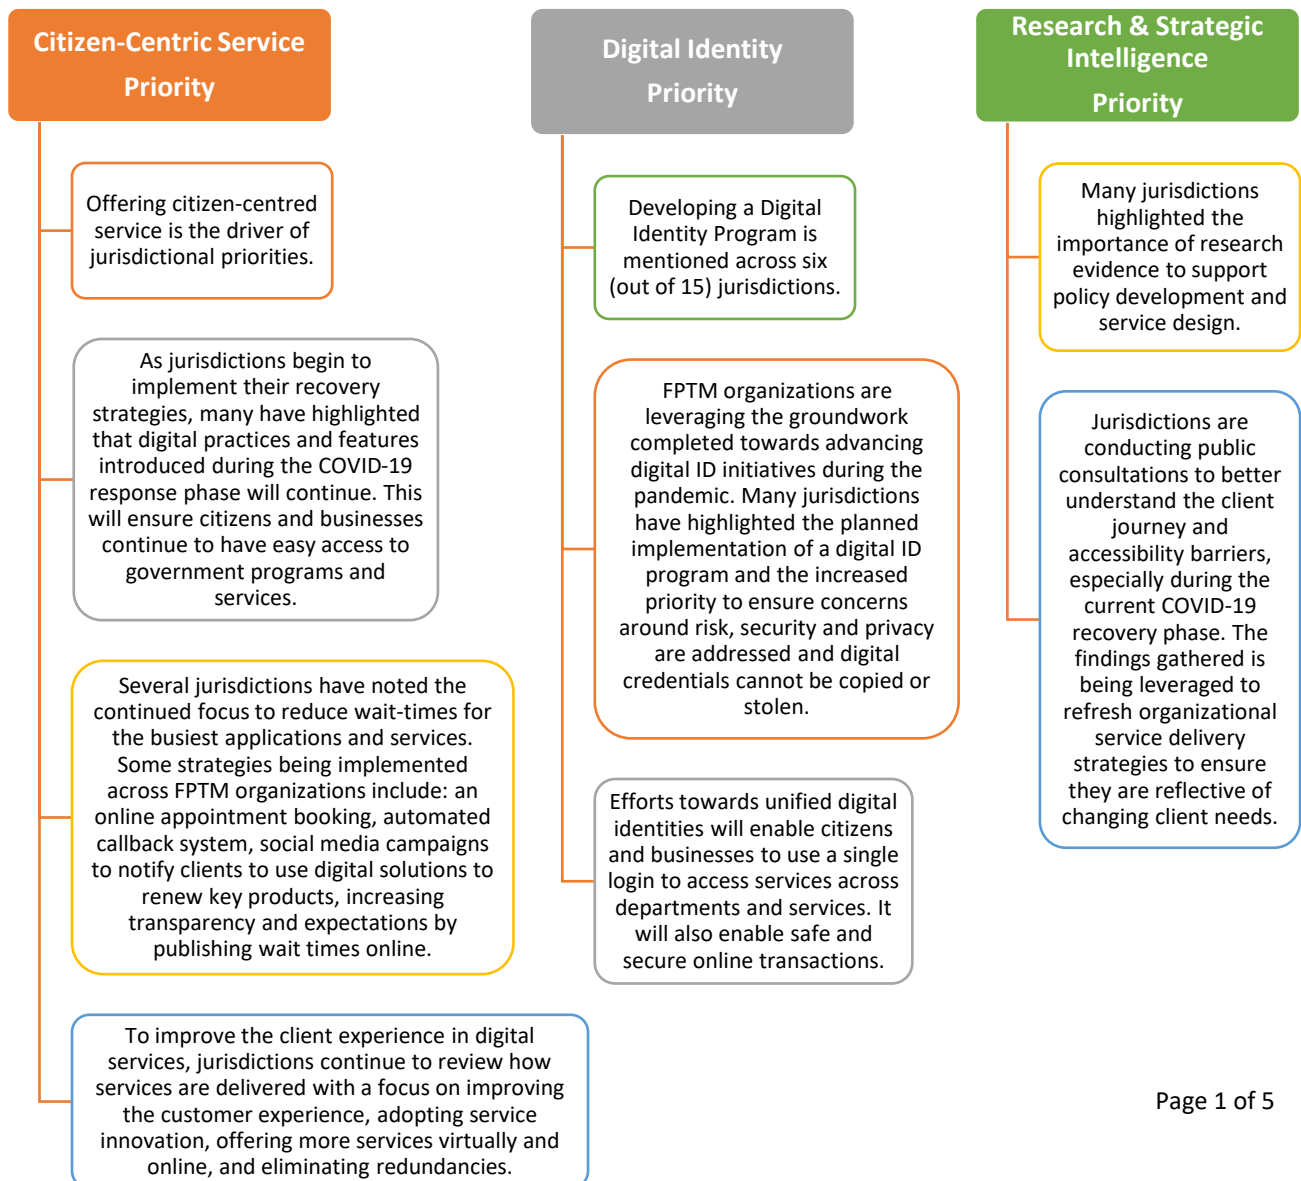 Citizen-Centric Service
Priority
Offering citizen-centred
service is the driver of
jurisdictional priorities.
As jurisdictions begin to
implement their recovery
strategies, many have highlighted
that digital practices and features
introduced during the COVID-19
response phase will continue. This
will ensure citizens and businesses
continue to have easy access to
government programs and
services.
Several jurisdictions have noted the
continued focus to reduce wait-times for
the busiest applications and services.
Some strategies being implemented
across FPTM organizations include: an
online appointment booking, automated
callback system, social media campaigns
to notify clients to use digital solutions to
renew key products, increasing
transparency and expectations by
publishing wait times online.
To improve the client experience in digital
services, jurisdictions continue to review how
services are delivered with a focus on improving
the customer experience, adopting service
innovation, offering more services virtually and
online, and eliminating redundancies.
Digital Identity
Priority
Developing a Digital
Identity Program is
mentioned across six
(out of 15) jurisdictions.
FPTM organizations are
leveraging the groundwork
completed towards advancing
digital ID initiatives during the
pandemic. Many jurisdictions
have highlighted the planned
implementation of a digital ID
program and the increased
priority to ensure concerns
around risk, security and privacy
are addressed and digital
credentials cannot be copied or
stolen.
Efforts towards unified digital
identities will enable citizens
and businesses to use a single
login to access services across
departments and services. It
will also enable safe and
secure online transactions.
Research & Strategic
Intelligence
Priority
Many jurisdictions
highlighted the
importance of research
evidence to support
policy development and
service design.
Jurisdictions are
conducting public
consultations to better
understand the client
journey and
accessibility barriers,
especially during the
current COVID-19
recovery phase. The
findings gathered is
being leveraged to
refresh organizational
service delivery
strategies to ensure
they are reflective of
changing client needs.
Page 1 of 5